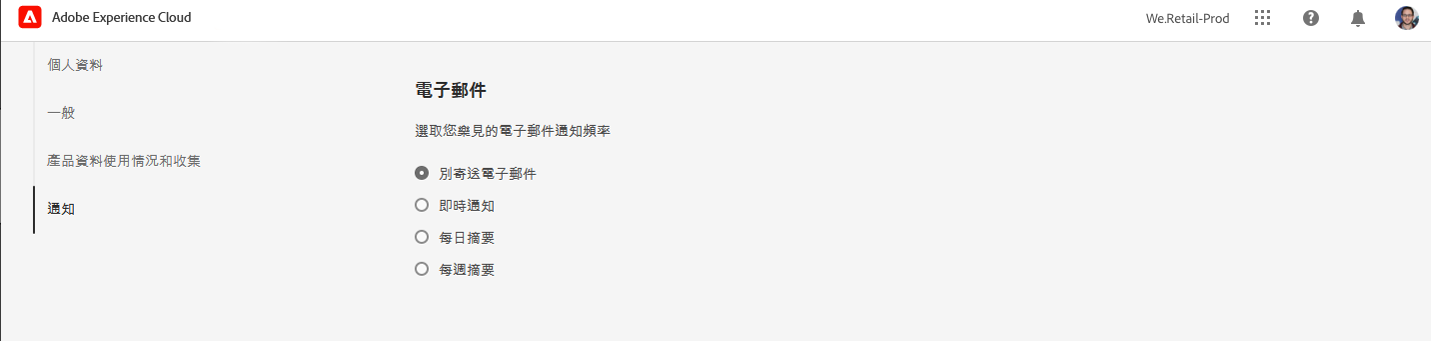 Adobe Experience Cloud
We.Retail-Prod
個人資料
一般
產品資料使用情況和收集
通知
電子郵件
選取您樂見的電子郵件通知頻率
別寄送電子郵件
即時通知
每日摘要
每週摘要